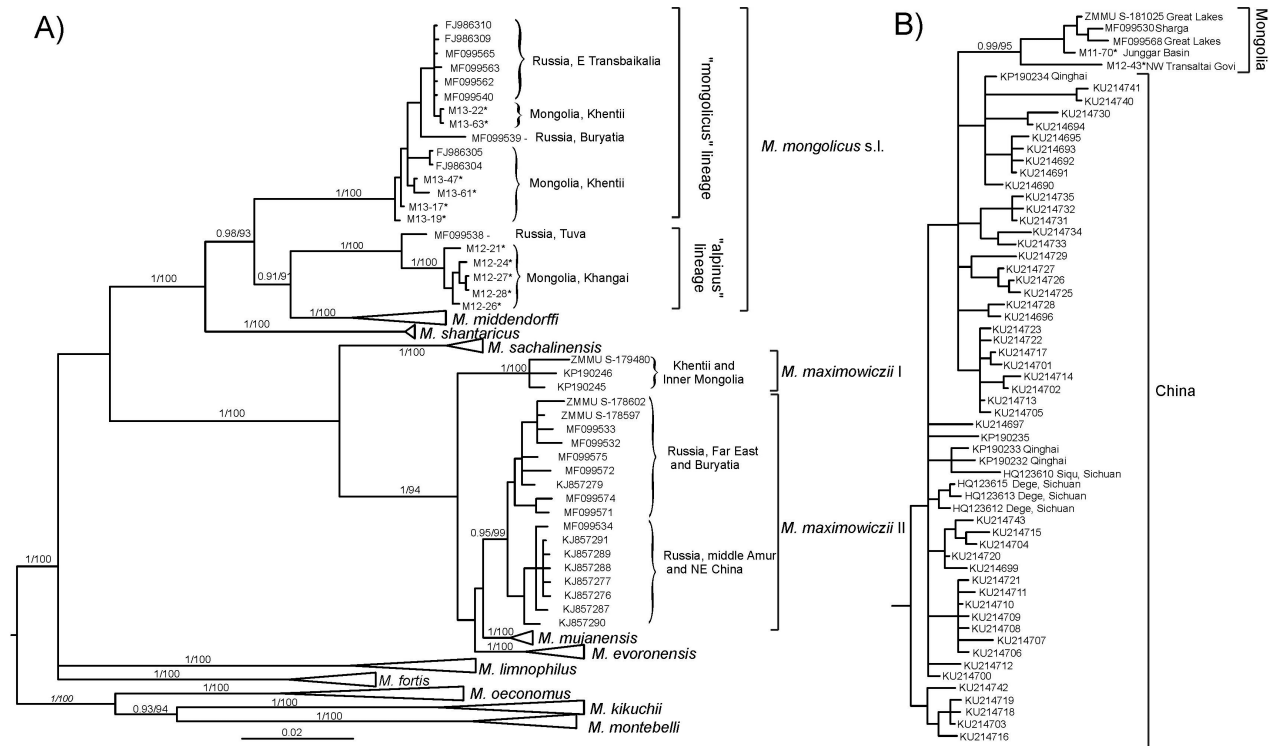 A)
FJ986310
FJ986309
MF099565
MF099563
MF099562
MF099540
Russia, E Transbaikalia
M13-22*
M13-63*
Mongolia, Khentii
MF099539 -
Russia, Buryatia
FJ986305
FJ986304
M13-47*
M13-61*
M13-17*
M13-19*
Mongolia, Khentii
1/100
"mongolicus" lineage
M. mongolicus s.l.
0.98/93
MF099538 -
Russia, Tuva
1/100
M12-21*
M12-24*
M12-27*
M12-28*
M12-26*
1/100
Mongolia, Khangai
"alpinus"
lineage
0.91/91
1/100
1/100
M. middendorffi
1/100
M. shantaricus
1/100
M. sachalinensis
ZMMU S-179480
KP190246
KP190245
1/100
Khentii and
Inner Mongolia
M. maximowiczii I
1/100
ZMMU S-178602
ZMMU S-178597
MF099533
MF099532
MF099575
MF099572
KJ857279
MF099574
MF099571
Russia, Far East
and Buryatia
1/94
M. maximowiczii II
0.95/99
MF099534
KJ857291
KJ857289
KJ857288
KJ857277
KJ857276
KJ857287
KJ857290
Russia, middle Amur
and NE China
1/100
M. mujanensis
1/100
M. evoronensis
1/100
1/100
M. limnophilus
1/100
M. fortis
1/100
1/100
M. oeconomus
0.93/94
1/100
M. kikuchii
1/100
M. montebelli
0.02
B)
ZMMU S-181025 Great Lakes
MF099530 Sharga
MF099568 Great Lakes
M11-70* Junggar Basin
M12-43* NW Transaltai Govi
0.99/95
Mongolia
KP190234 Qinghai
KU214741
KU214740
KU214730
KU214694
KU214695
KU214693
KU214692
KU214691
KU214690
KU214735
KU214732
KU214731
KU214734
KU214733
KU214729
KU214727
KU214726
KU214725
KU214728
KU214696
KU214723
KU214722
KU214717
KU214701
KU214714
KU214702
KU214713
KU214705
KU214697
KP190235
KP190233 Qinghai
KP190232 Qinghai
HQ123610 Siqu, Sichuan
HQ123615 Dege, Sichuan
HQ123613 Dege, Sichuan
HQ123612 Dege, Sichuan
KU214743
KU214715
KU214704
KU214720
KU214699
KU214721
KU214711
KU214710
KU214709
KU214708
KU214707
KU214706
KU214712
KU214700
KU214742
KU214719
KU214718
KU214703
KU214716
China